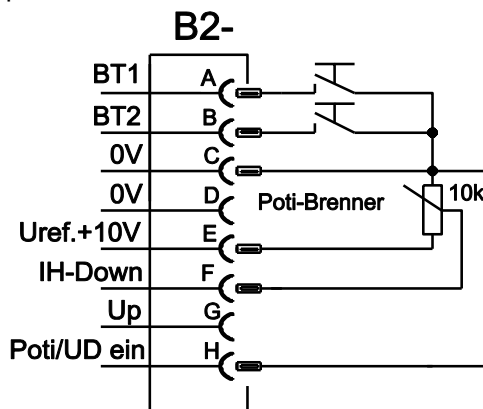 B2-
BT1 A
BT2 B
0V C
0V D
Poti-Brenner 10k
Uref.+10V E
IH-Down F
Up G
Poti/UD ein H